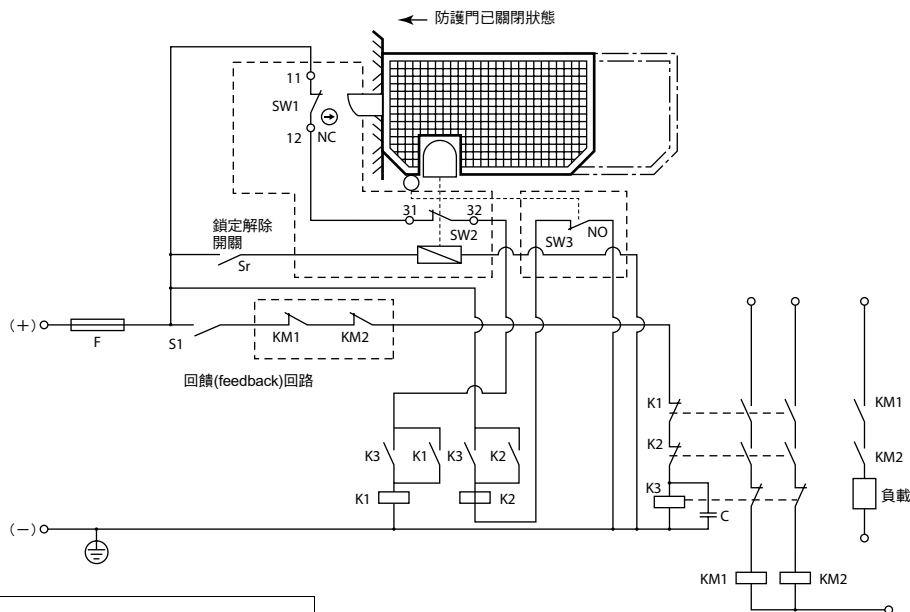 防護門已關閉狀態
11
SW1
12
NC
31
32
SW2
SW3
NO
鎖定解除
開關
Sr
(+)
F
S1
KM1
KM2
回饋(feedback)回路
K1
K2
K3
K1
K3
K2
K1
K2
K3
C
KM1
KM2
負載
(−)
KM1
KM2